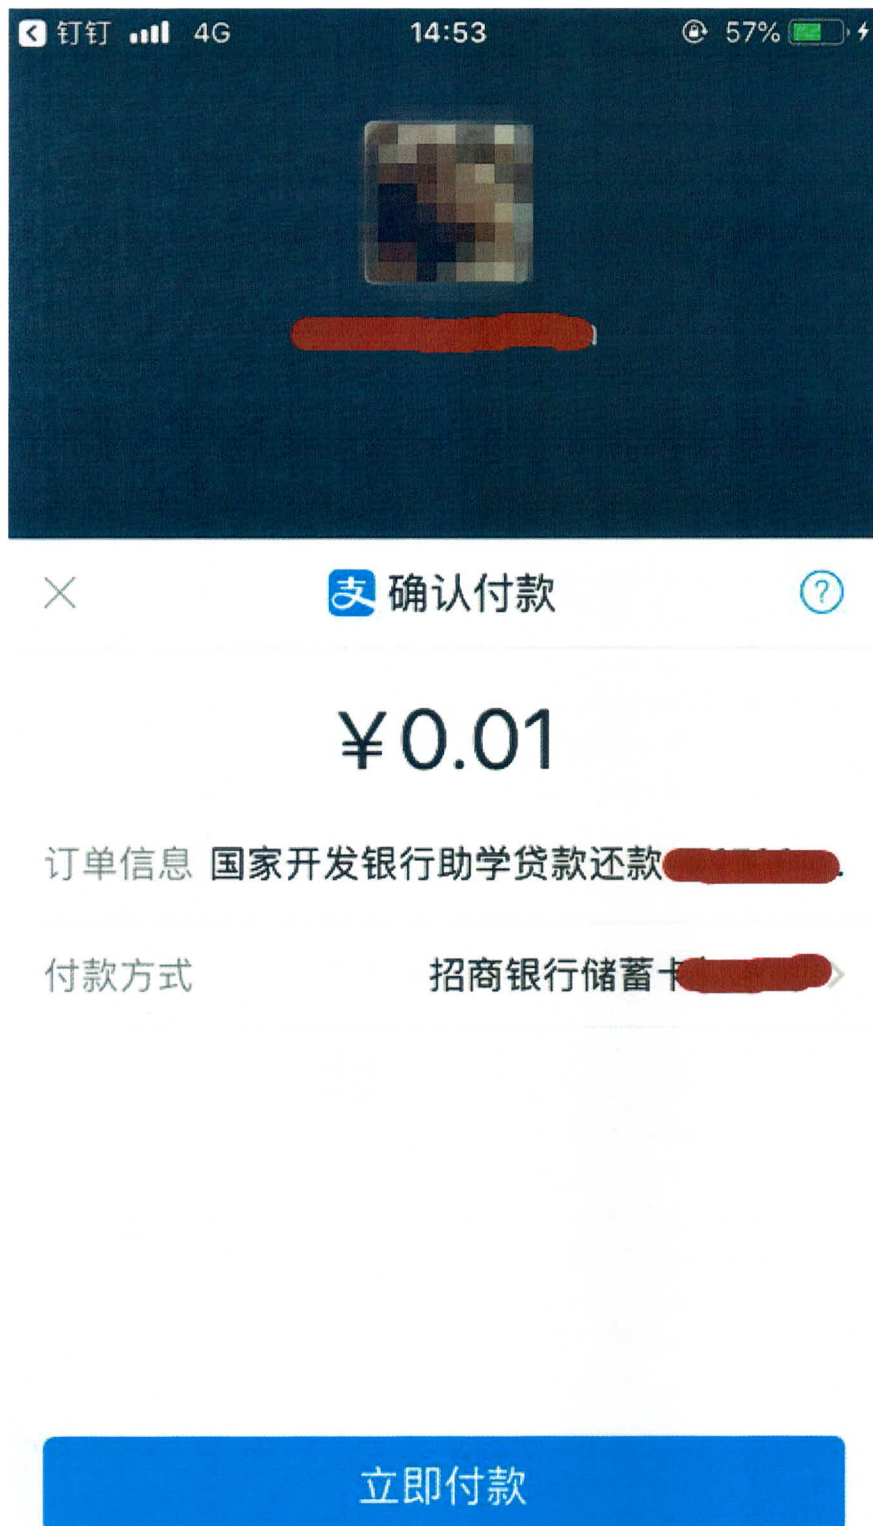 钉钉 4G 14:53 57%
支 确认付款 ?
¥0.01
订单信息 国家开发银行助学贷款还款
付款方式 招商银行储蓄卡
立即付款